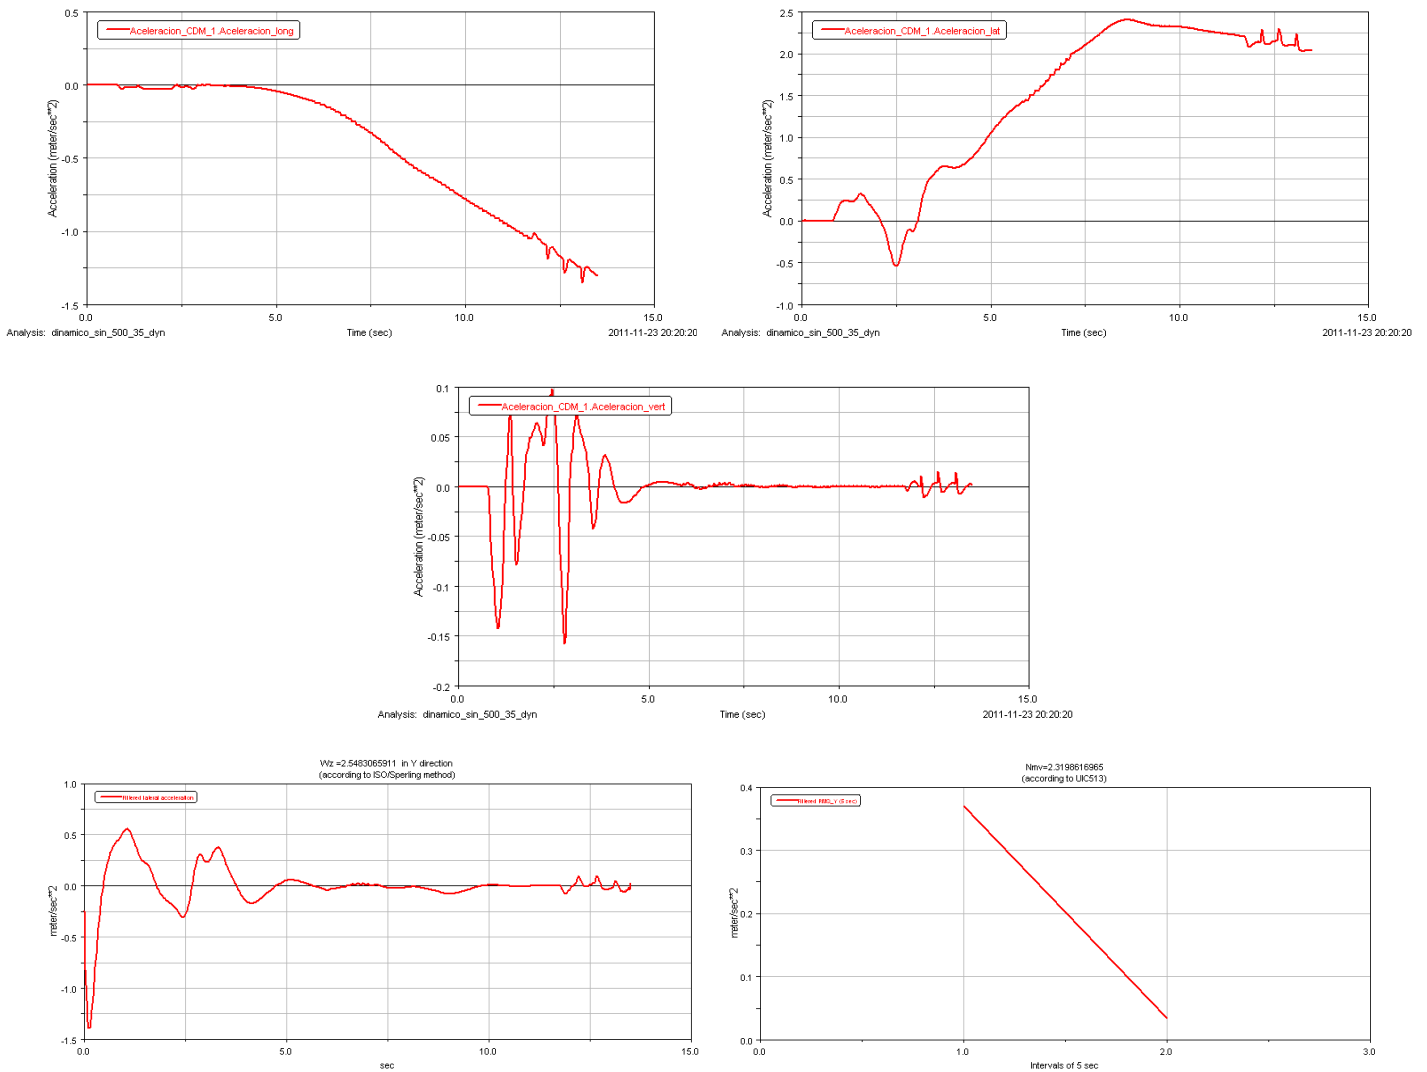 0.5
Aceleracion_CDM_1.Aceleracion_long
0.0
-0.5
-1.0
-1.5
Acceleration (meter/sec**2)
0.0
5.0
10.0
15.0
Analysis: dinamico_sin_500_35_dyn
Time (sec)
2011-11-23 20:20:20
2.5
Aceleracion_CDM_1.Aceleracion_lat
2.0
1.5
1.0
0.5
0.0
-0.5
-1.0
Acceleration (meter/sec**2)
0.0
5.0
10.0
15.0
Analysis: dinamico_sin_500_35_dyn
Time (sec)
2011-11-23 20:20:20
0.1
Aceleracion_CDM_1.Aceleracion_vert
0.05
0.0
-0.05
-0.1
-0.15
-0.2
Acceleration (meter/sec**2)
0.0
5.0
10.0
15.0
Analysis: dinamico_sin_500_35_dyn
Time (sec)
2011-11-23 20:20:20
Wz =2.5483065911 in Y direction
(according to ISO/Sperling method)
1.0
filtered lateral acceleration
0.5
0.0
-0.5
-1.0
-1.5
meter/sec**2
0.0
5.0
10.0
15.0
sec
Nmv=2.3198616965
(according to UIC513)
0.4
filtered RMQ_Y (5 sec)
0.3
0.2
0.1
0.0
meter/sec**2
0.0
1.0
2.0
3.0
Intervals of 5 sec